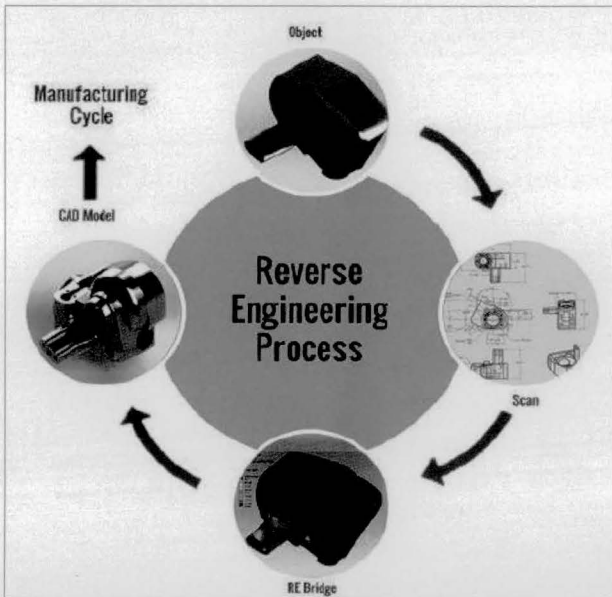 Object
Manufacturing
Cycle
CAD Model
Reverse
Engineering
Process
Scan
RE Bridge